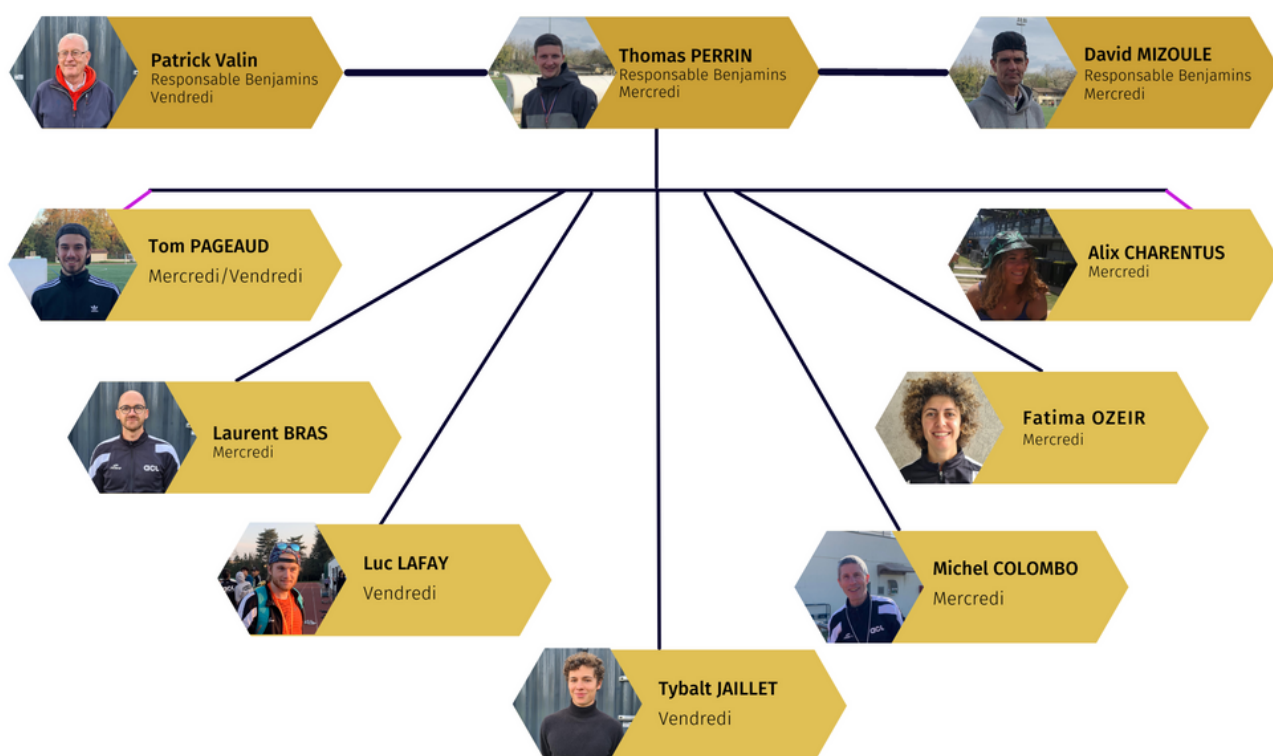 Patrick Valin
Responsable Benjamins
Vendredi
Thomas PERRIN
Responsable Benjamins
Mercredi
David MIZOULE
Responsable Benjamins
Mercredi
Tom PAGEAUD
Mercredi/Vendredi
Alix CHARENTUS
Mercredi
Laurent BRAS
Mercredi
Fatima OZEIR
Mercredi
Luc LAFAY
Vendredi
Michel COLOMBO
Mercredi
Tybalt JAILLET
Vendredi